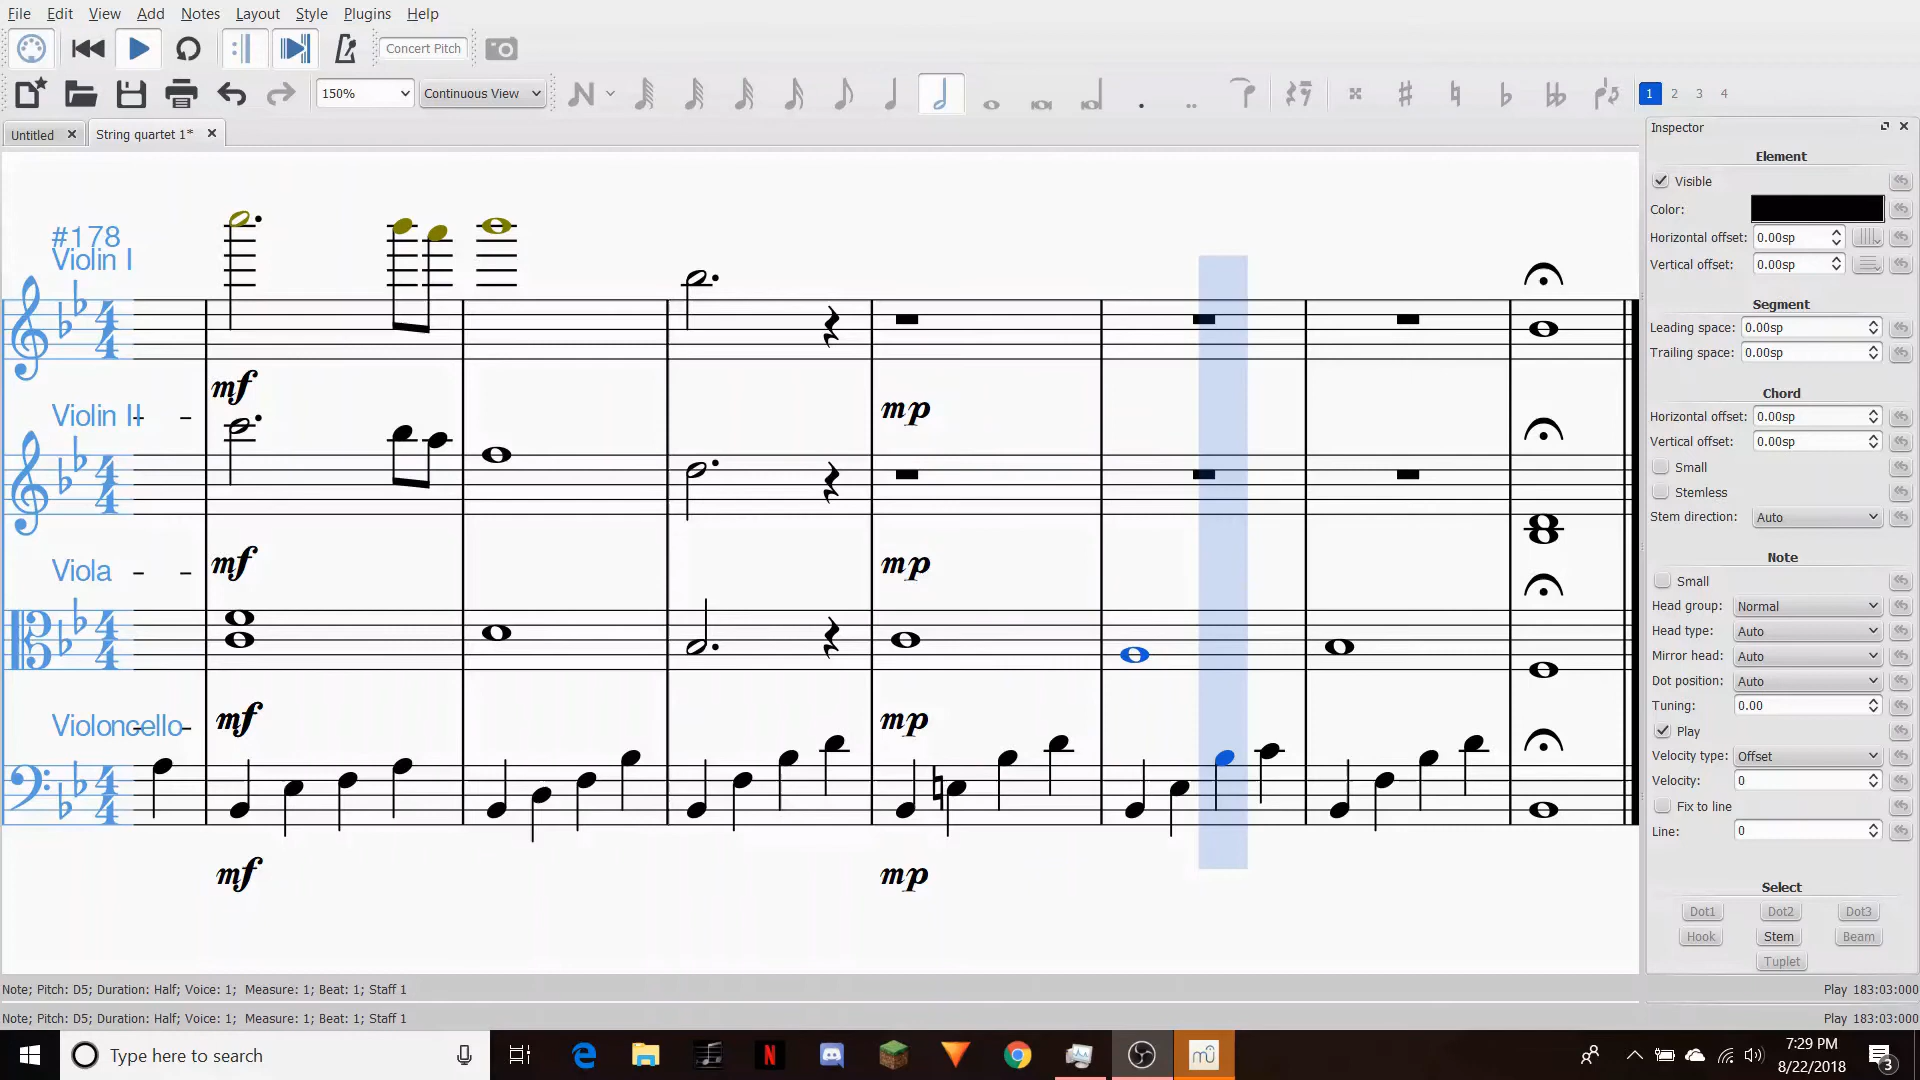 File Edit View Add Notes Layout Style Plugins Help
Concert Pitch
150% Continuous View 1 2 3 4
Untitled String quartet 1*
#178
Violin I
mf
mp
Violin II
mf
mp
Viola
mf
mp
Violoncello
mf
mp
Inspector
Element
Visible
Color:
Horizontal offset: 0.00sp
Vertical offset: 0.00sp
Segment
Leading space: 0.00sp
Trailing space: 0.00sp
Chord
Horizontal offset: 0.00sp
Vertical offset: 0.00sp
Small
Stemless
Stem direction: Auto
Note
Small
Head group: Normal
Head type: Auto
Mirror head: Auto
Dot position: Auto
Tuning: 0.00
Play
Velocity type: Offset
Velocity: 0
Fix to line
Line: 0
Select
Dot1 Dot2 Dot3
Hook Stem Beam
Tuplet
Note; Pitch: D5; Duration: Half; Voice: 1; Measure: 1; Beat: 1; Staff 1 Play 183:03:000
Note; Pitch: D5; Duration: Half; Voice: 1; Measure: 1; Beat: 1; Staff 1 Play 183:03:000
Type here to search
7:29 PM
8/22/2018
3